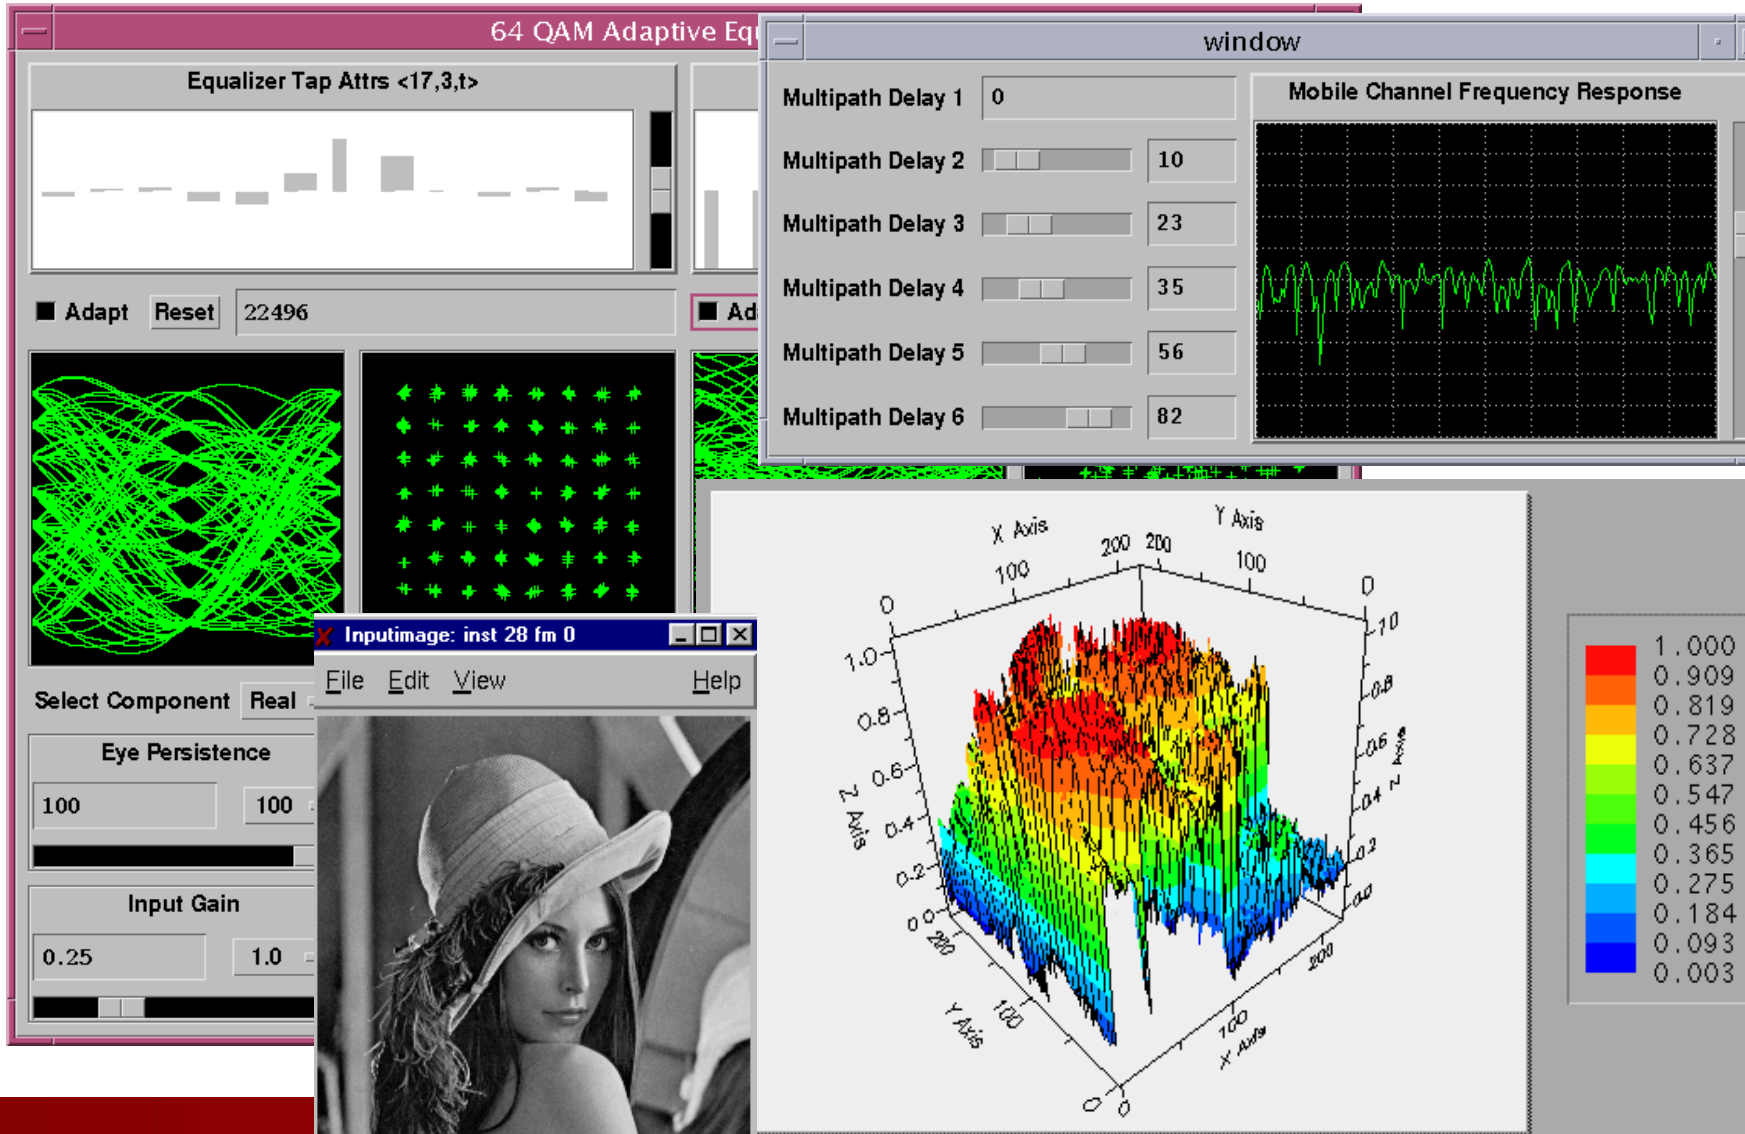 64 QAM Adaptive Equ
Equalizer Tap Attrs <17,3,t>
Adapt Reset 22496
Ad
Select Component Real
Eye Persistence
100 100
Input Gain
0.25 1.0
window
Multipath Delay 1 0
Multipath Delay 2 10
Multipath Delay 3 23
Multipath Delay 4 35
Multipath Delay 5 56
Multipath Delay 6 82
Mobile Channel Frequency Response
Inputimage: inst 28 fm 0
File Edit View Help
X Axis
0 100 200
Y Axis
200 100 0
1.0
0.8
0.6
0.4
0.2
0.0
Z Axis
1.0
0.8
0.6
0.4
0.2
0.0
Z Axis
200
100
0
Y Axis
0
100
200
X Axis
1.000
0.909
0.819
0.728
0.637
0.547
0.456
0.365
0.275
0.184
0.093
0.003